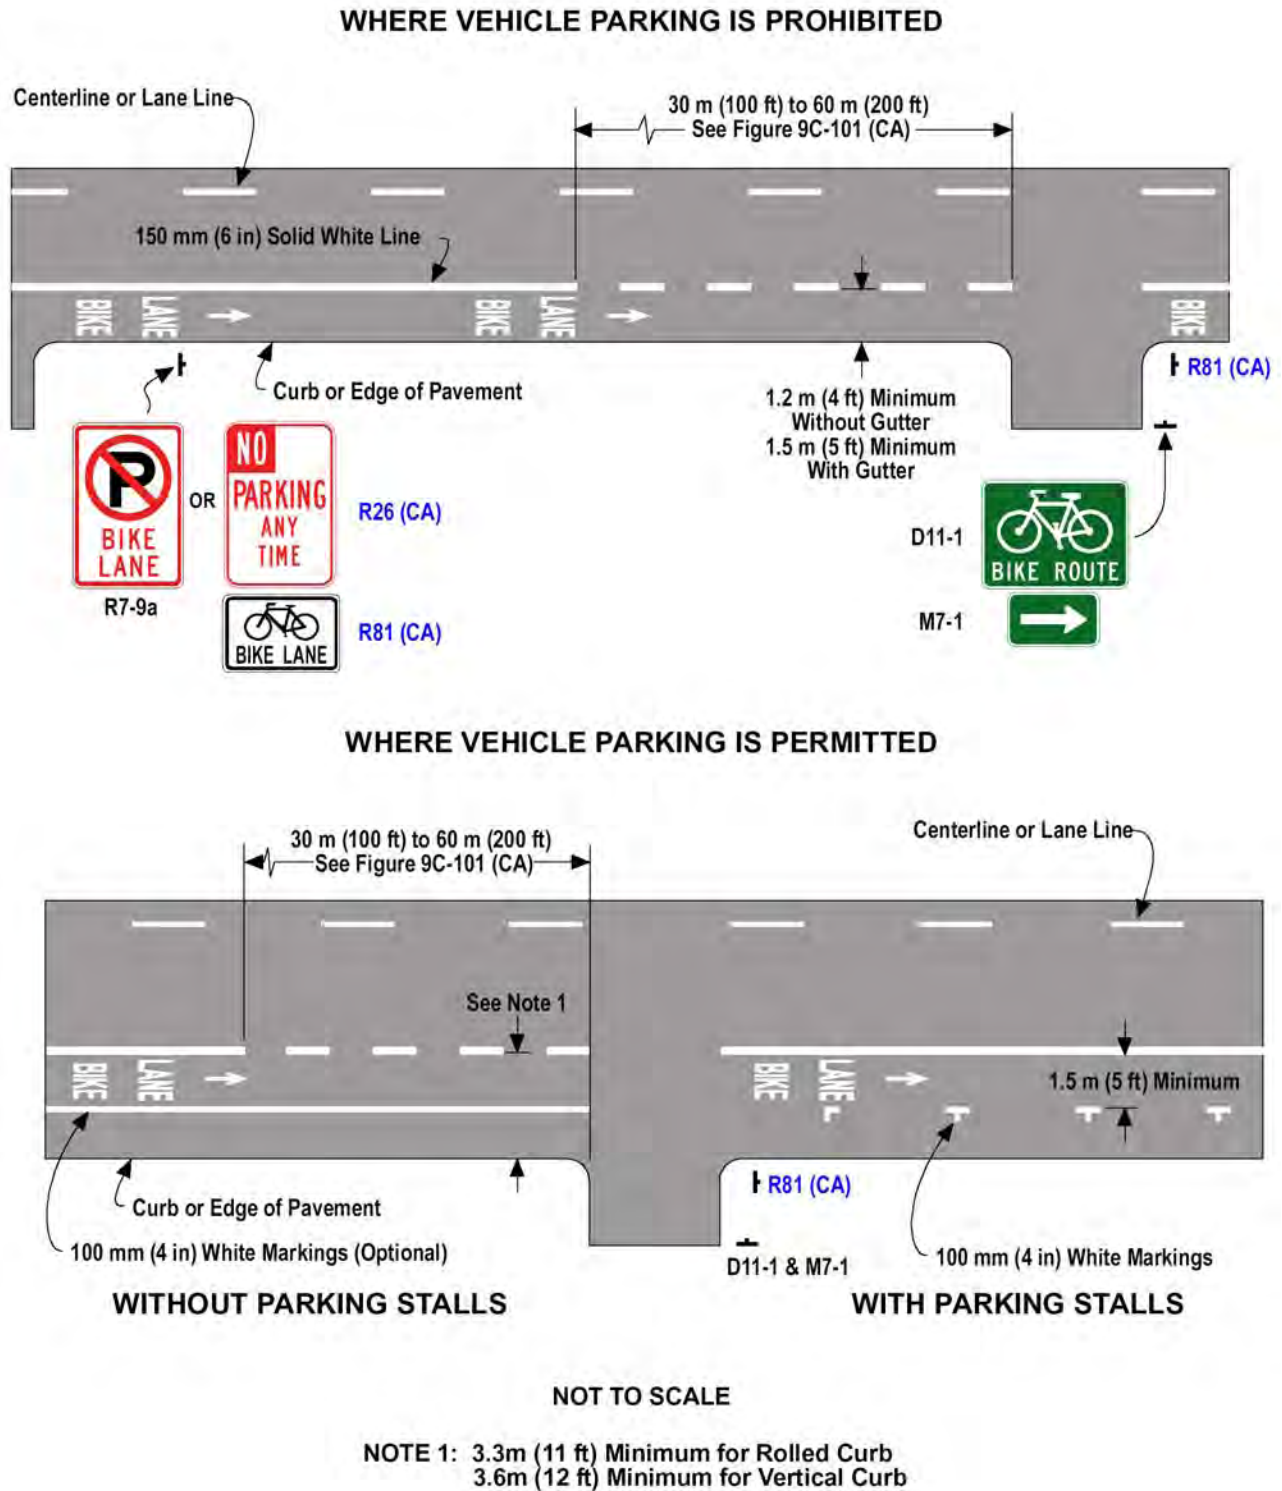 WHERE VEHICLE PARKING IS PROHIBITED
Centerline or Lane Line
30 m (100 ft) to 60 m (200 ft)
See Figure 9C-101 (CA)
150 mm (6 in) Solid White Line
BIKE
LANE
BIKE
LANE
BIKE
R81 (CA)
Curb or Edge of Pavement
1.2 m (4 ft) Minimum
Without Gutter
1.5 m (5 ft) Minimum
With Gutter
P
BIKE
LANE
R7-9a
OR
NO
PARKING
ANY
TIME
R26 (CA)
BIKE LANE
R81 (CA)
D11-1
BIKE ROUTE
M7-1
WHERE VEHICLE PARKING IS PERMITTED
30 m (100 ft) to 60 m (200 ft)
See Figure 9C-101 (CA)
Centerline or Lane Line
See Note 1
BIKE
LANE
BIKE
LANE
1.5 m (5 ft) Minimum
R81 (CA)
Curb or Edge of Pavement
100 mm (4 in) White Markings (Optional)
D11-1 & M7-1
100 mm (4 in) White Markings
WITHOUT PARKING STALLS
WITH PARKING STALLS
NOT TO SCALE
NOTE 1: 3.3m (11 ft) Minimum for Rolled Curb
3.6m (12 ft) Minimum for Vertical Curb